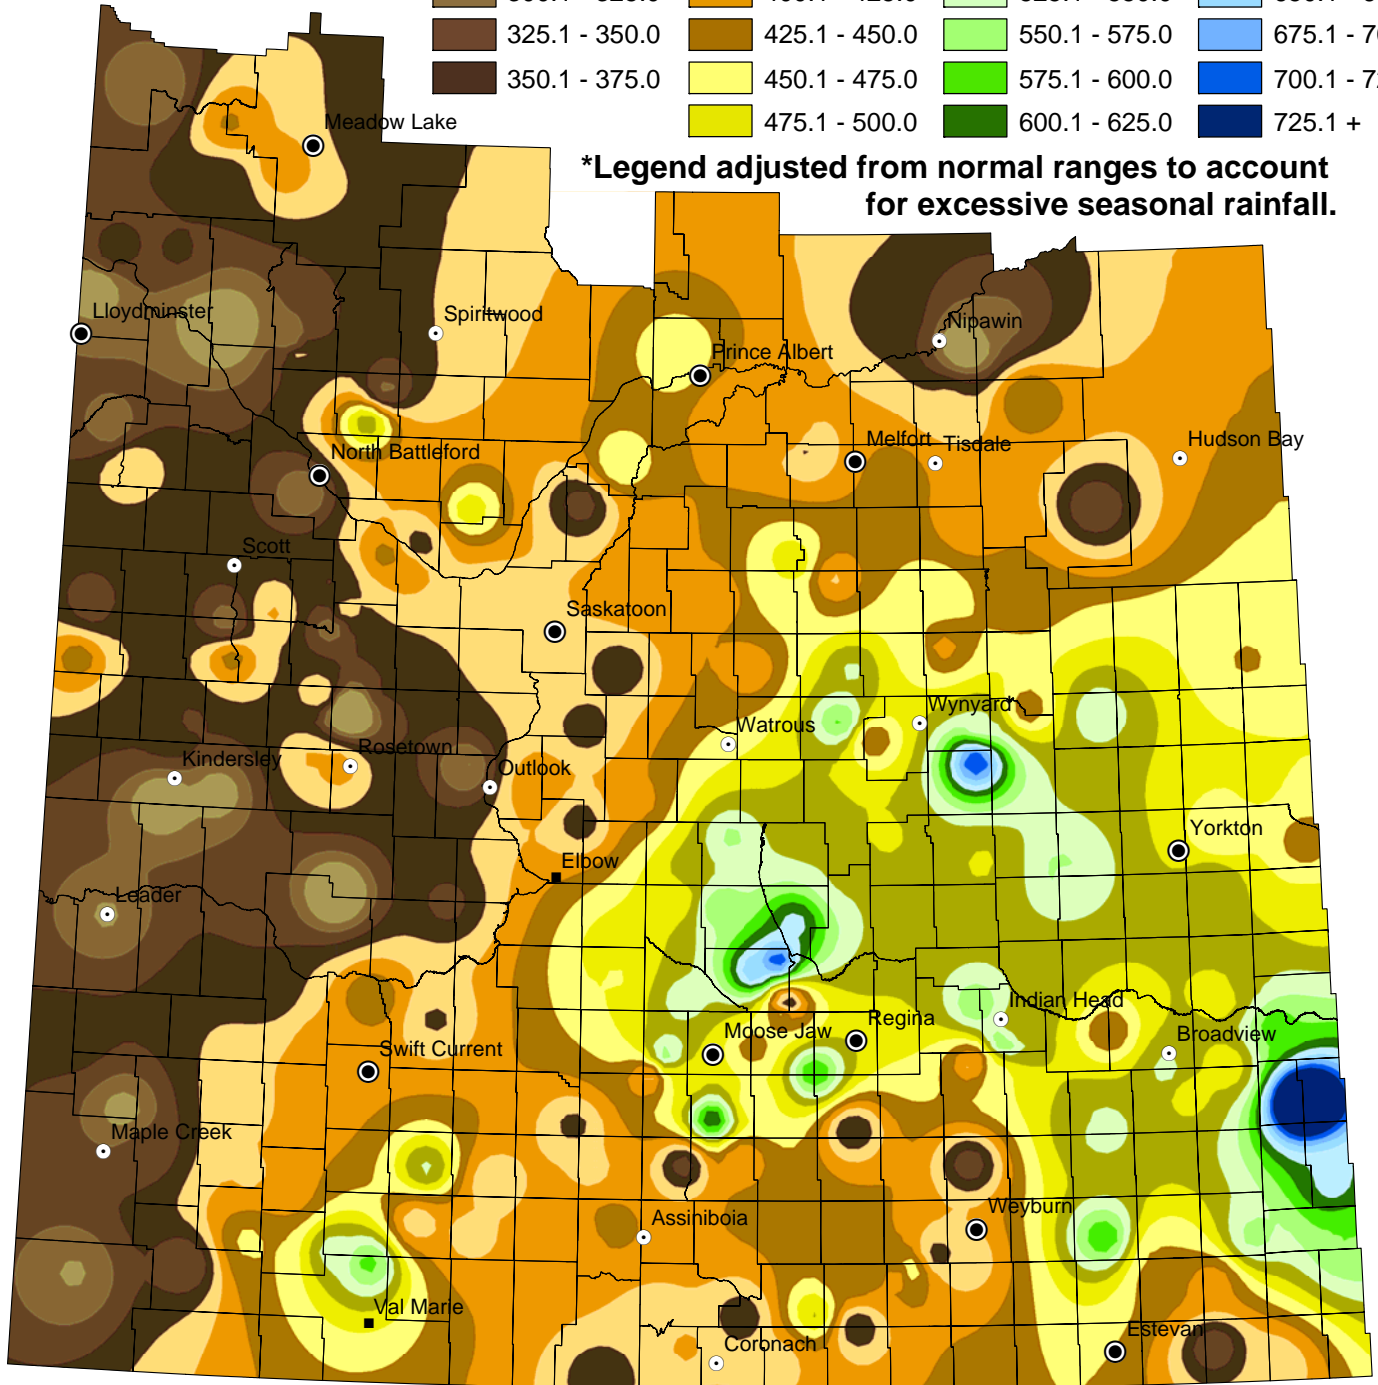 325.1 - 350.0
425.1 - 450.0
550.1 - 575.0
350.1 - 375.0
450.1 - 475.0
575.1 - 600.0
475.1 - 500.0
600.1 - 625.0
725.1 +
*Legend adjusted from normal ranges to account
for excessive seasonal rainfall.
Meadow Lake
Lloydminster
Spiritwood
Nipawin
Prince Albert
North Battleford
Melfort
Tisdale
Hudson Bay
Scott
Saskatoon
Watrous
Wynyard
Kindersley
Rosetown
Outlook
Yorkton
Elbow
Leader
Indian Head
Moose Jaw
Regina
Broadview
Swift Current
Maple Creek
Assiniboia
Weyburn
Val Marie
Coronach
Estevan